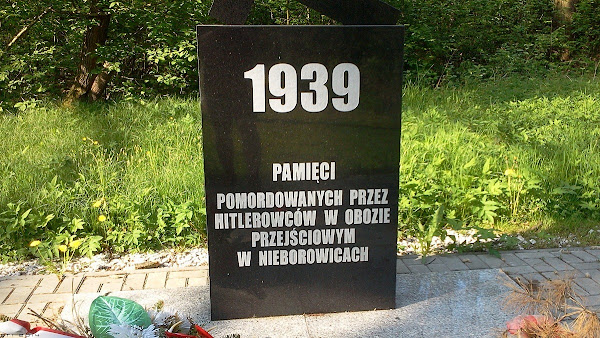 1939
PAMIĘCI
POMORDOWANYCH PRZEZ
HITLEROWCÓW W OBOZIE
PRZEJŚCIOWYM
W NIEBOROWICACH